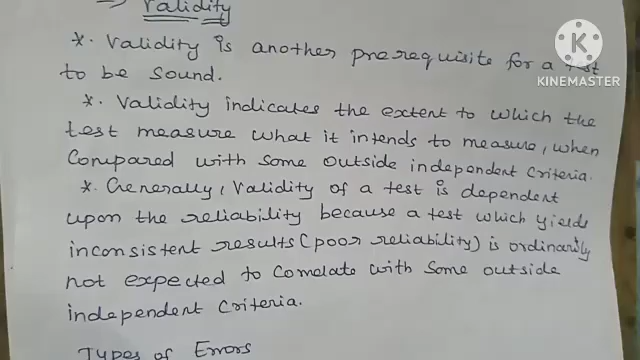 => Validity
*. Validity is another prerequisite for a test
to be sound.
*. Validity indicates the extent to which the
test measure what it intends to measure, when
Compared with some outside independent Criteria.
*. Generally, Validity of a test is dependent
upon the reliability because a test which yields
inconsistent results (poor reliability) is ordinarily
not expected to Correlate with some outside
independent Criteria.
Types of Errors
K
KINEMASTER